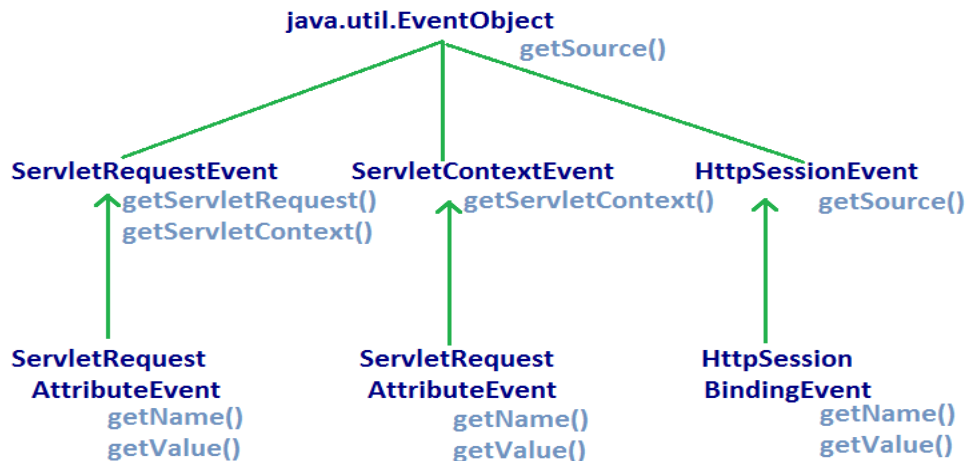 java.util.EventObject
getSource()
ServletRequestEvent
getServletRequest()
getServletContext()
ServletContextEvent
getServletContext()
HttpSessionEvent
getSource()
ServletRequest
AttributeEvent
getName()
getValue()
ServletRequest
AttributeEvent
getName()
getValue()
HttpSession
BindingEvent
getName()
getValue()